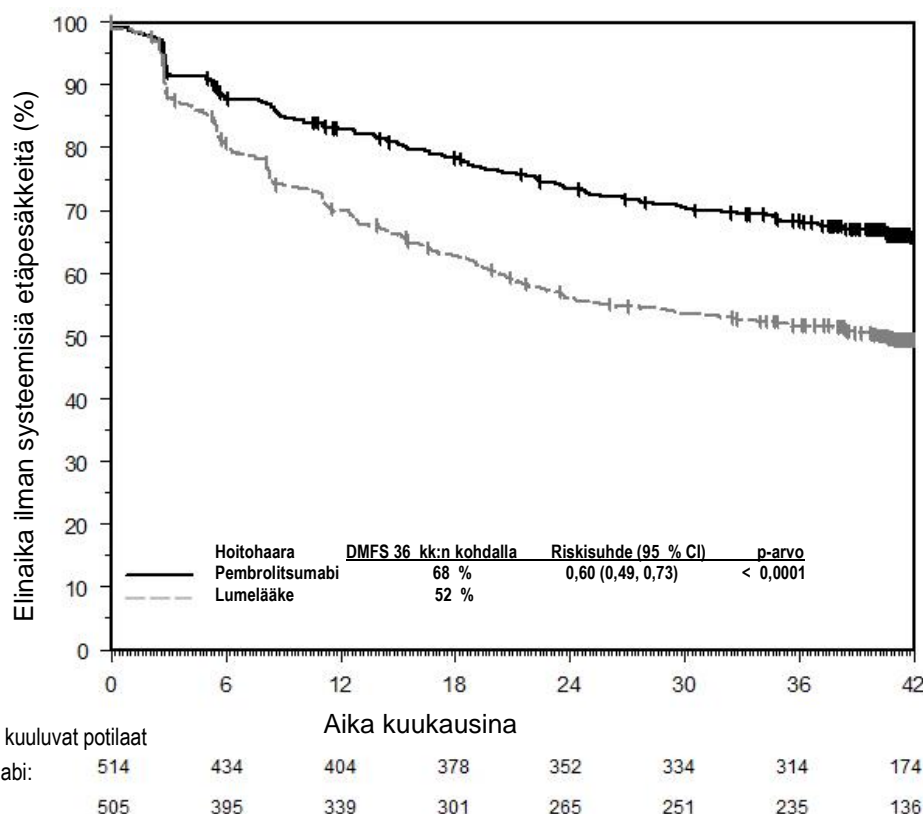 Elinaika ilman systeemisiä etäpesäkkeitä (%)
100
90
80
70
60
50
40
30
20
10
0
Hoitohaara DMFS 36 kk:n kohdalla Riskisuhde (95 % CI) p-arvo
Pembrolitsumabi 68 % 0,60 (0,49, 0,73) < 0,0001
Lumelääke 52 %
0 6 12 18 24 30 36 42
Aika kuukausina
kuuluvat potilaat
abi: 514 434 404 378 352 334 314 174
505 395 339 301 265 251 235 136